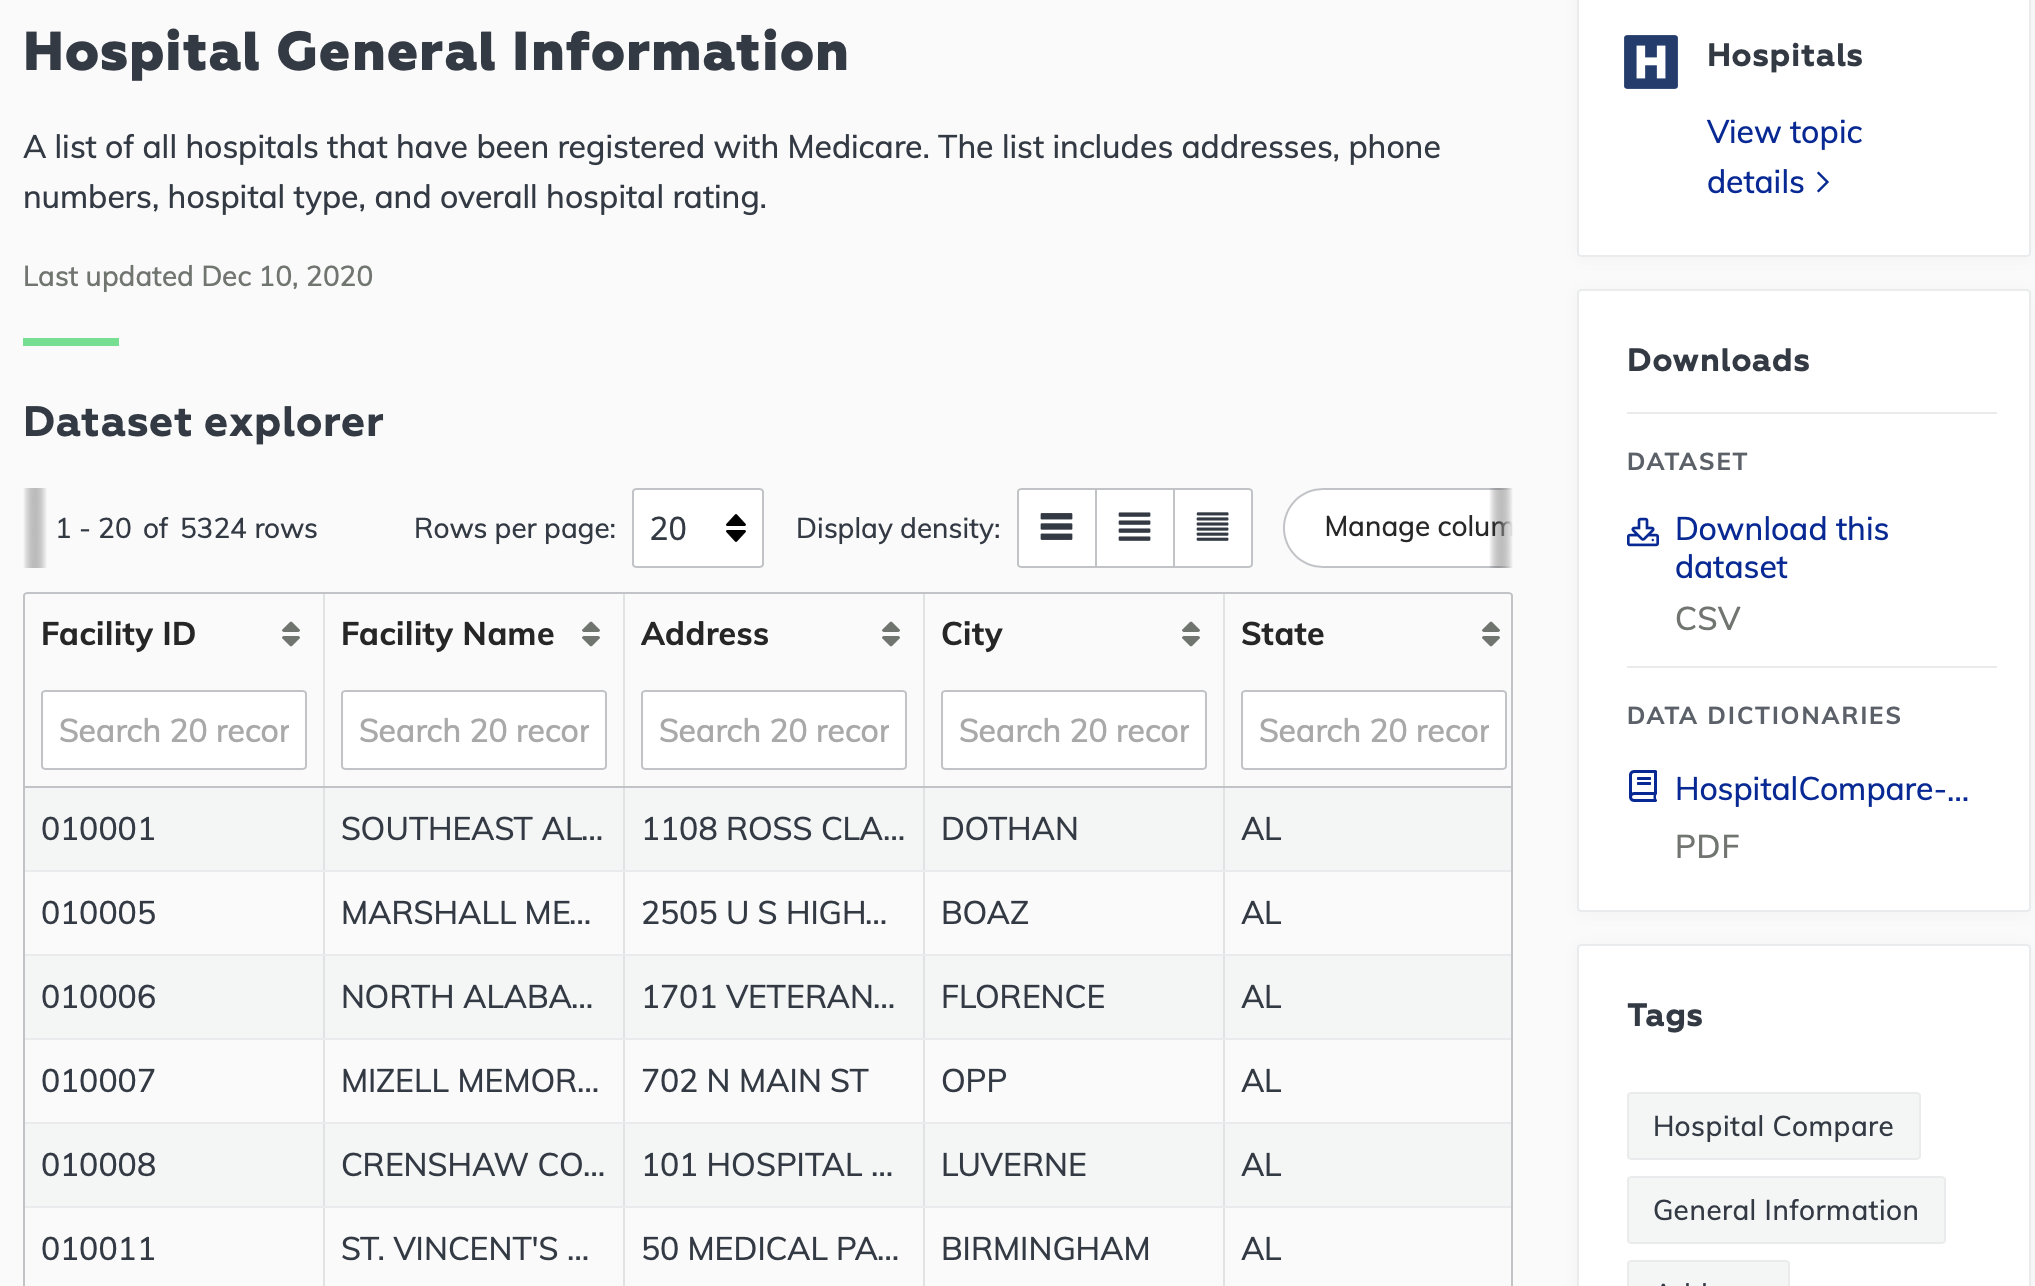 Hospital General Information
A list of all hospitals that have been registered with Medicare. The list includes addresses, phone
numbers, hospital type, and overall hospital rating.
Last updated Dec 10, 2020
Dataset explorer
1 - 20 of 5324 rows Rows per page: 20 Display density: Manage colum
Facility ID Facility Name Address City State
Search 20 recor Search 20 recor Search 20 recor Search 20 recor Search 20 recor
010001 SOUTHEAST AL... 1108 ROSS CLA... DOTHAN AL
010005 MARSHALL ME... 2505 U S HIGH... BOAZ AL
010006 NORTH ALABA... 1701 VETERAN... FLORENCE AL
010007 MIZELL MEMOR... 702 N MAIN ST OPP AL
010008 CRENSHAW CO... 101 HOSPITAL ... LUVERNE AL
010011 ST. VINCENT'S ... 50 MEDICAL PA... BIRMINGHAM AL
H Hospitals
View topic
details >
Downloads
DATASET
Download this
dataset
CSV
DATA DICTIONARIES
HospitalCompare-...
PDF
Tags
Hospital Compare
General Information